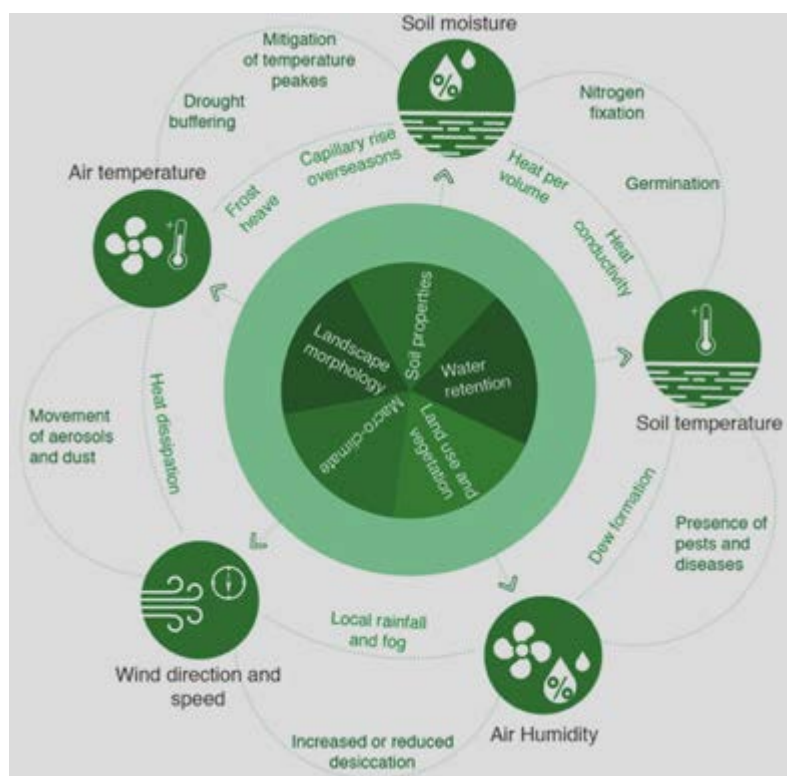 Soil moisture
Mitigation
of temperature
peakes
Drought
buffering
Nitrogen
fixation
Capillary rise
overseasons
Heat per
volume
Air temperature
Germination
Frost
heave
Heat
conductivity
Soil properties
Landscape
morphology
Water
retention
Macro-climate
Land use and
vegetation
Heat dissipation
Movement
of aerosols
and dust
Soil temperature
Dew formation
Presence of
pests and
diseases
Local rainfall
and fog
Wind direction and
speed
Air Humidity
Increased or reduced
desiccation
%
%
+
+